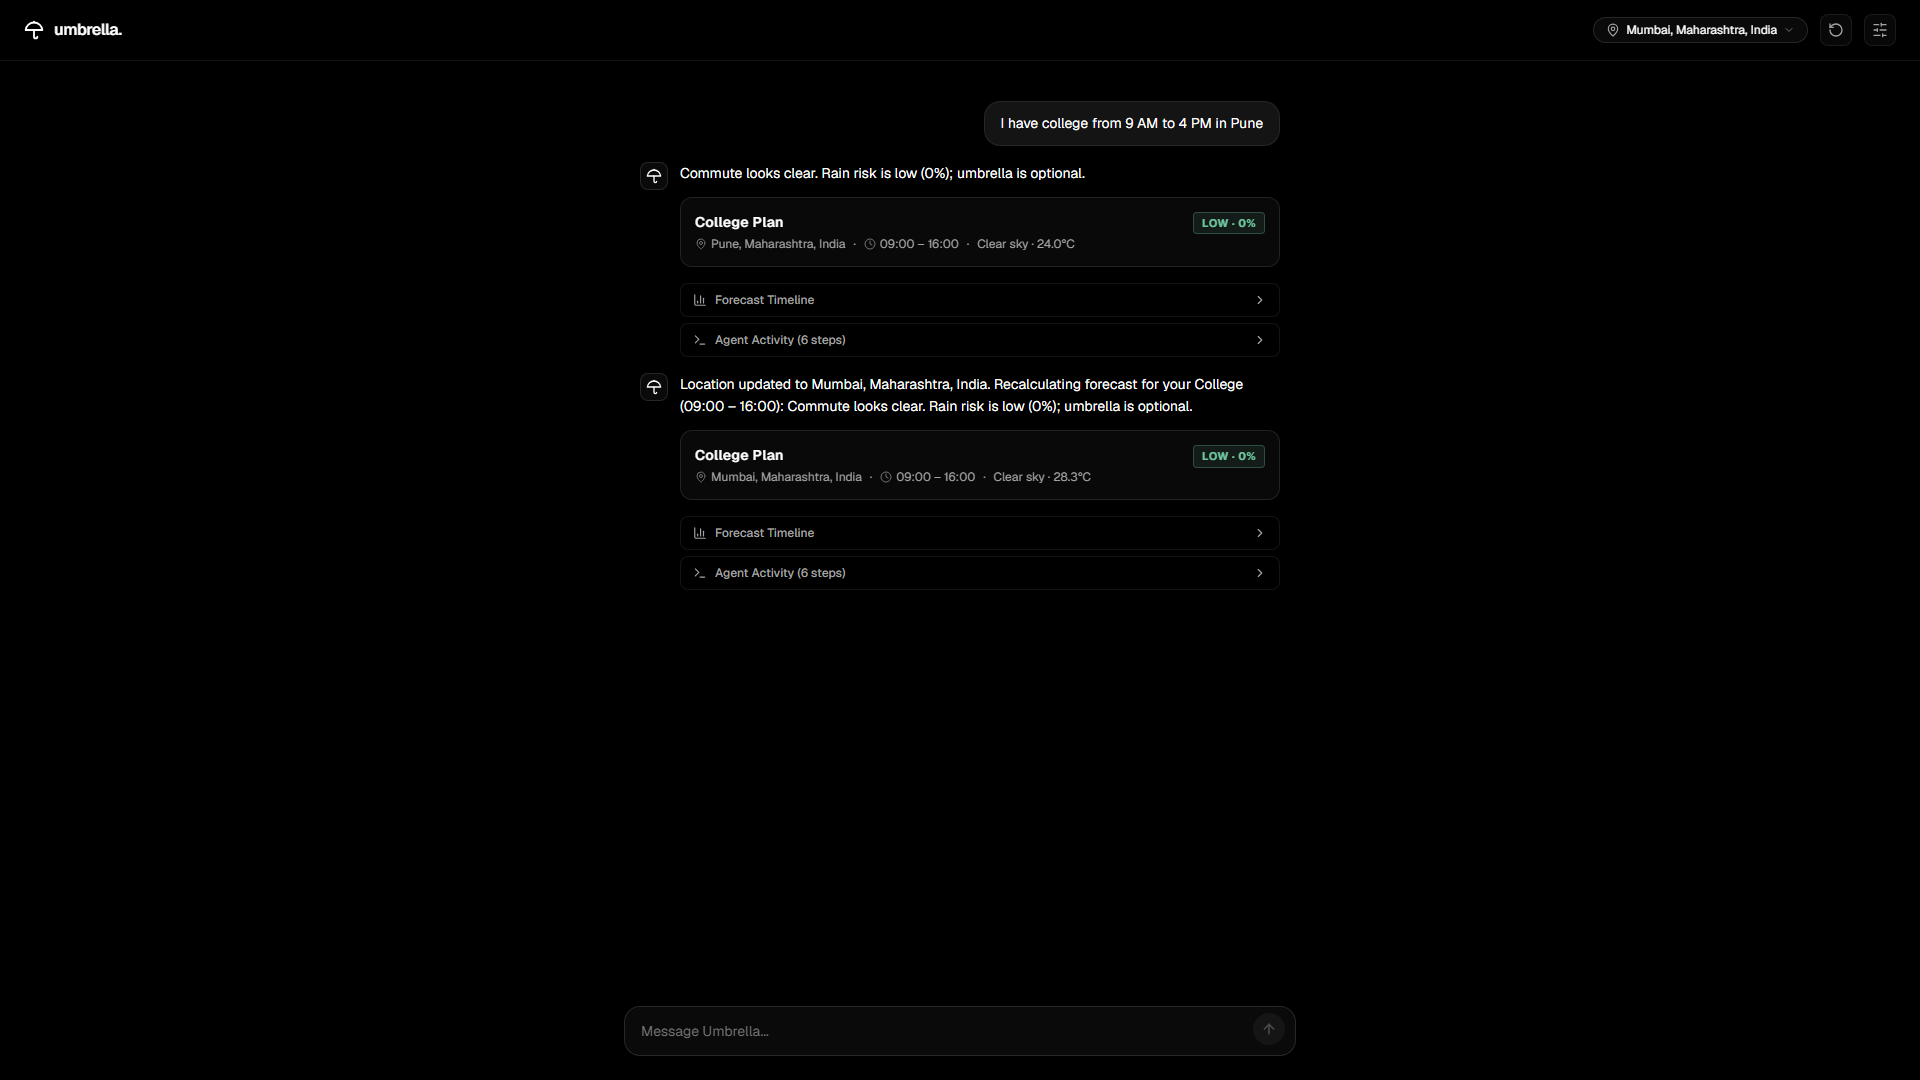 umbrella.
Mumbai, Maharashtra, India
I have college from 9 AM to 4 PM in Pune
Commute looks clear. Rain risk is low (0%); umbrella is optional.
College Plan
LOW · 0%
Pune, Maharashtra, India · 09:00 – 16:00 · Clear sky · 24.0°C
Forecast Timeline
Agent Activity (6 steps)
Location updated to Mumbai, Maharashtra, India. Recalculating forecast for your College
(09:00 – 16:00): Commute looks clear. Rain risk is low (0%); umbrella is optional.
College Plan
LOW · 0%
Mumbai, Maharashtra, India · 09:00 – 16:00 · Clear sky · 28.3°C
Forecast Timeline
Agent Activity (6 steps)
Message Umbrella...